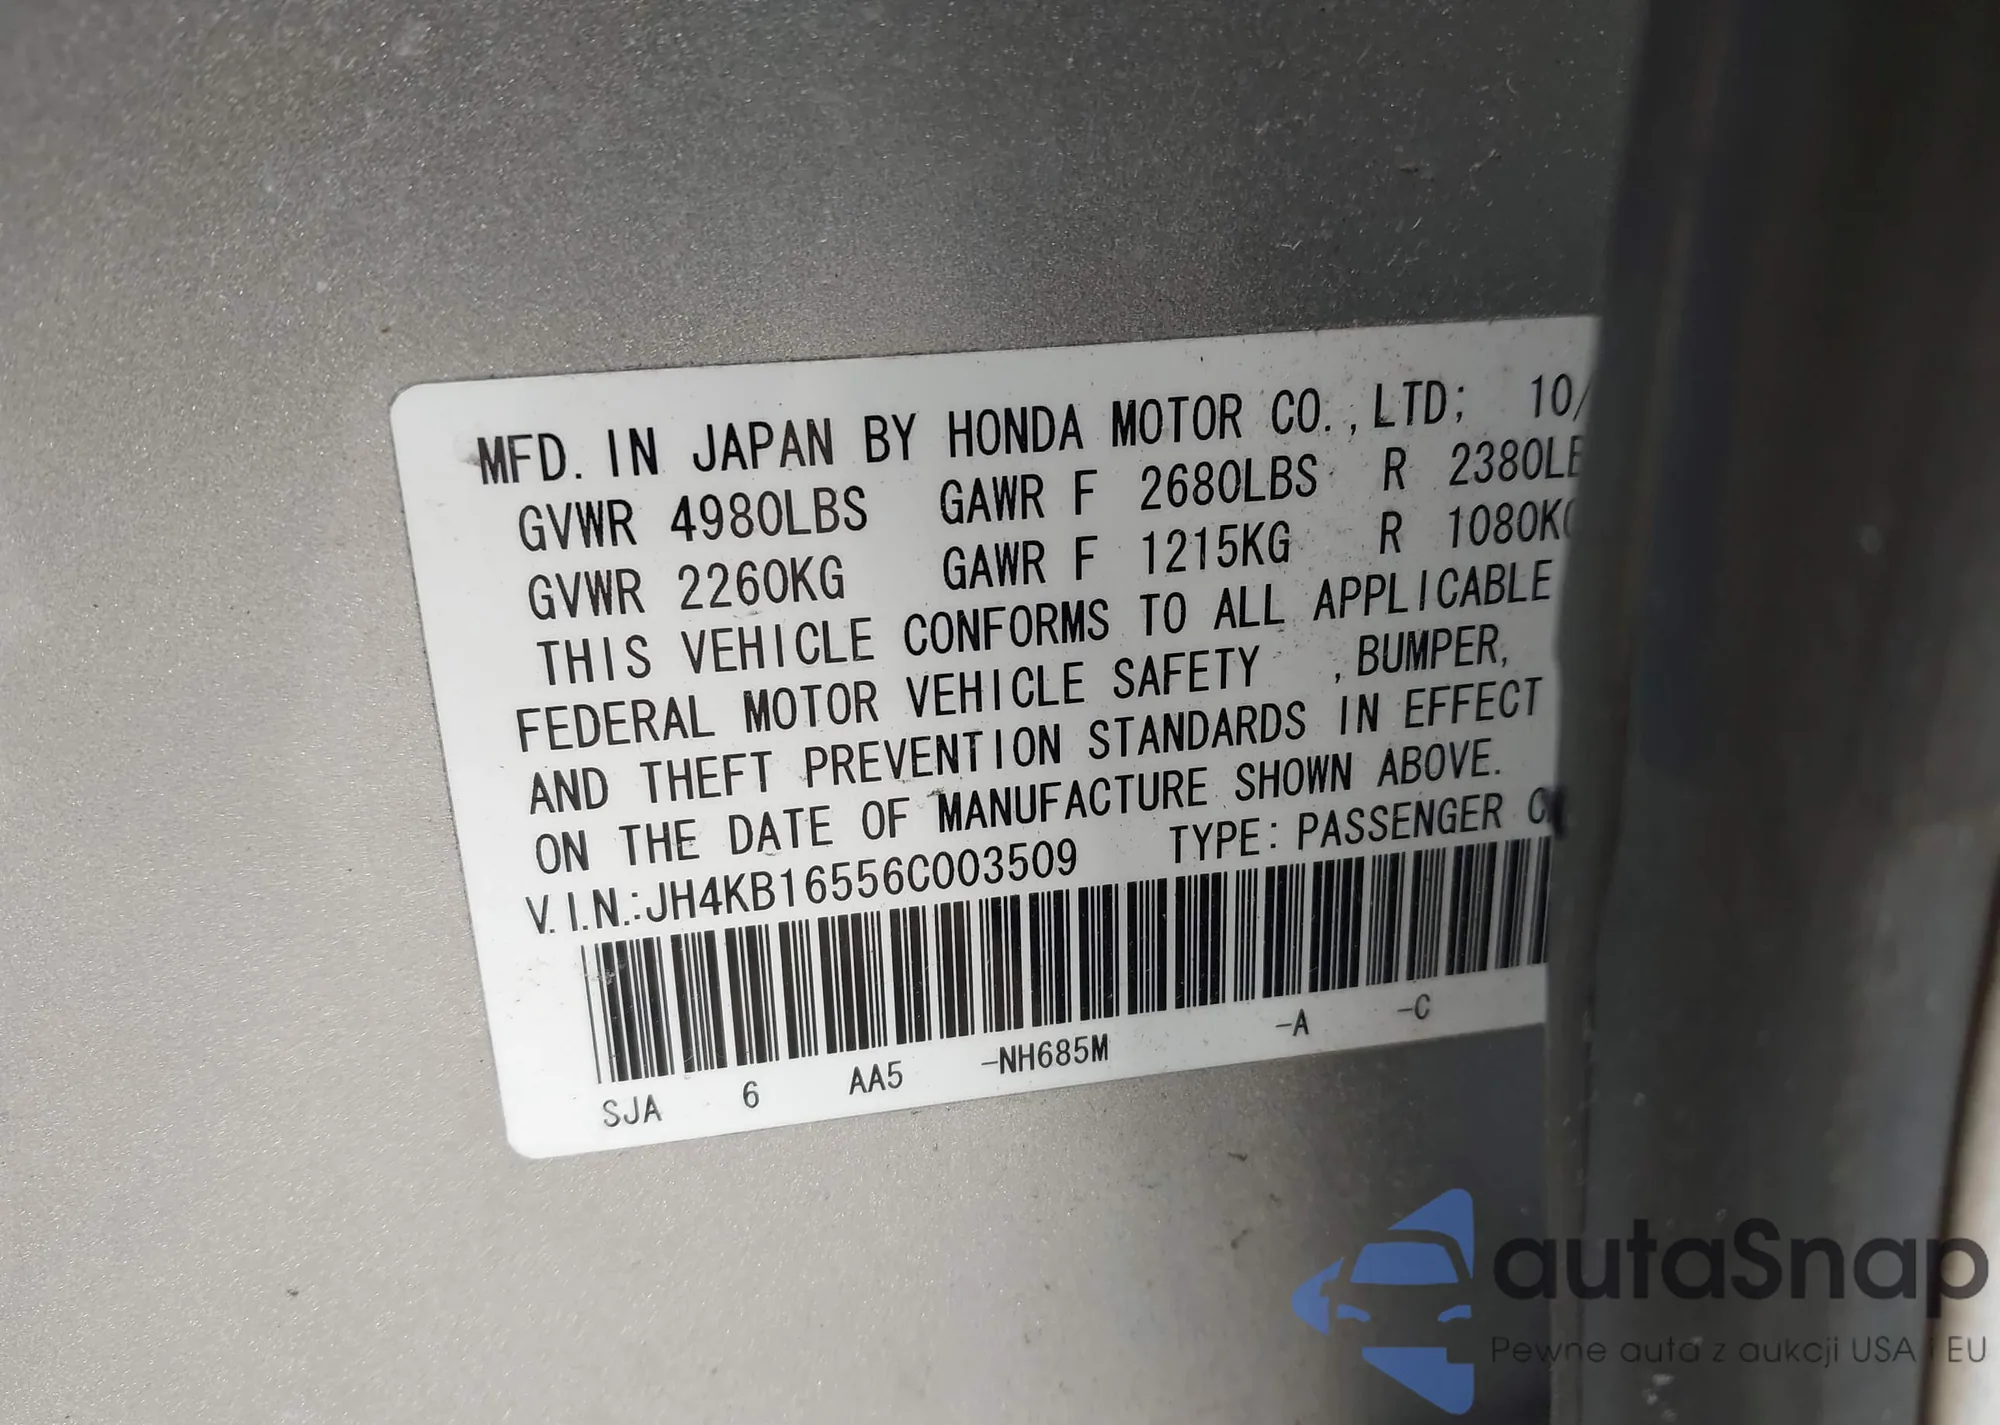 MFD. IN JAPAN BY HONDA MOTOR CO.,LTD; 10/
GVWR 4980LBS GAWR F 2680LBS R 2380LB
GVWR 2260KG GAWR F 1215KG R 1080KG
THIS VEHICLE CONFORMS TO ALL APPLICABLE
FEDERAL MOTOR VEHICLE SAFETY , BUMPER,
AND THEFT PREVENTION STANDARDS IN EFFECT
ON THE DATE OF MANUFACTURE SHOWN ABOVE.
V.I.N.:JH4KB16556C003509 TYPE: PASSENGER
SJA 6 AA5 -NH685M -A -C
autaSnap
Pewne auta z aukcji USA i EU